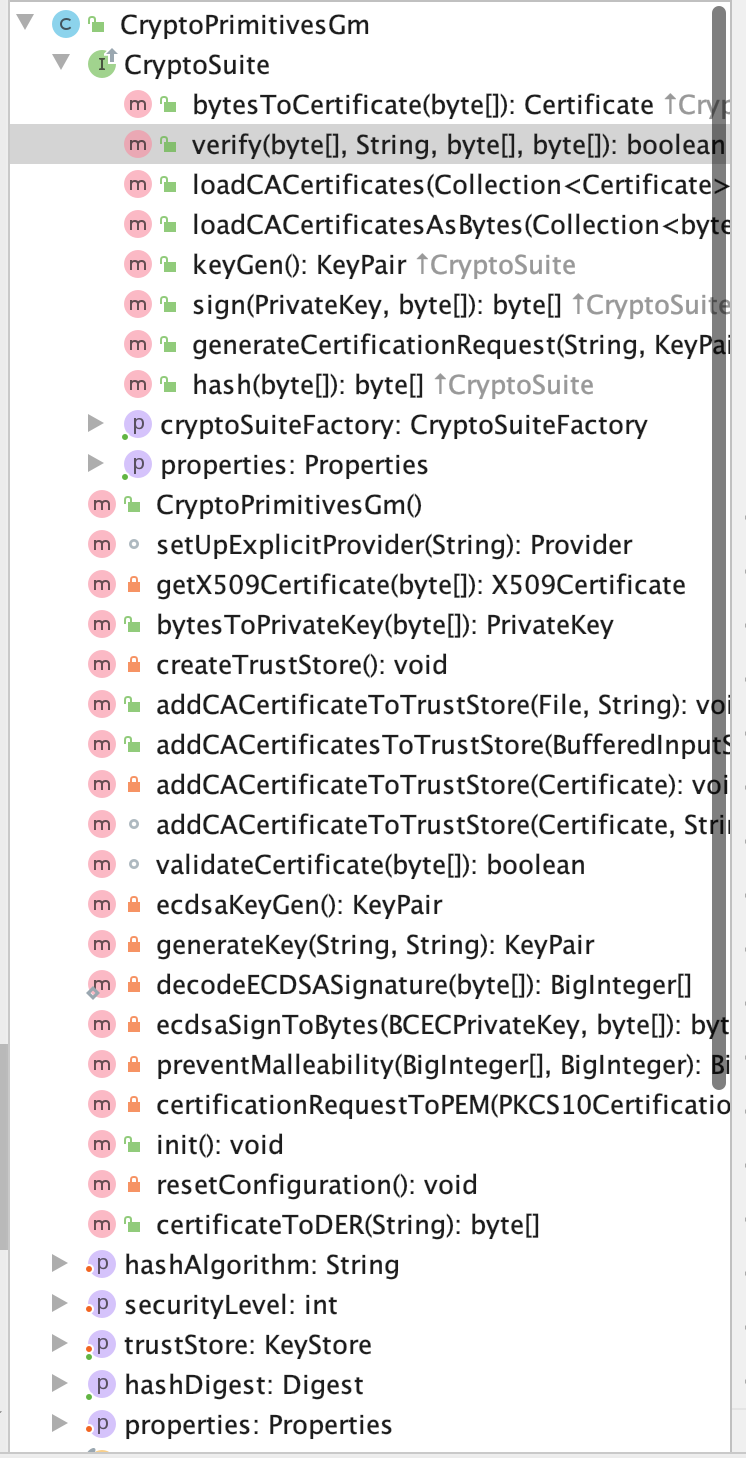 CryptoPrimitivesGm
CryptoSuite
bytesToCertificate(byte[]): Certificate ↑Cryp
verify(byte[], String, byte[], byte[]): boolean
loadCACertificates(Collection<Certificate>
loadCACertificatesAsBytes(Collection<byte
keyGen(): KeyPair ↑CryptoSuite
sign(PrivateKey, byte[]): byte[] ↑CryptoSuite
generateCertificationRequest(String, KeyPai
hash(byte[]): byte[] ↑CryptoSuite
cryptoSuiteFactory: CryptoSuiteFactory
properties: Properties
CryptoPrimitivesGm()
setUpExplicitProvider(String): Provider
getX509Certificate(byte[]): X509Certificate
bytesToPrivateKey(byte[]): PrivateKey
createTrustStore(): void
addCACertificateToTrustStore(File, String): voi
addCACertificatesToTrustStore(BufferedInputS
addCACertificateToTrustStore(Certificate): voi
addCACertificateToTrustStore(Certificate, Stri
validateCertificate(byte[]): boolean
ecdsaKeyGen(): KeyPair
generateKey(String, String): KeyPair
decodeECDSASignature(byte[]): BigInteger[]
ecdsaSignToBytes(BCECPrivateKey, byte[]): byt
preventMalleability(BigInteger[], BigInteger): Bi
certificationRequestToPEM(PKCS10Certificatio
init(): void
resetConfiguration(): void
certificateToDER(String): byte[]
hashAlgorithm: String
securityLevel: int
trustStore: KeyStore
hashDigest: Digest
properties: Properties